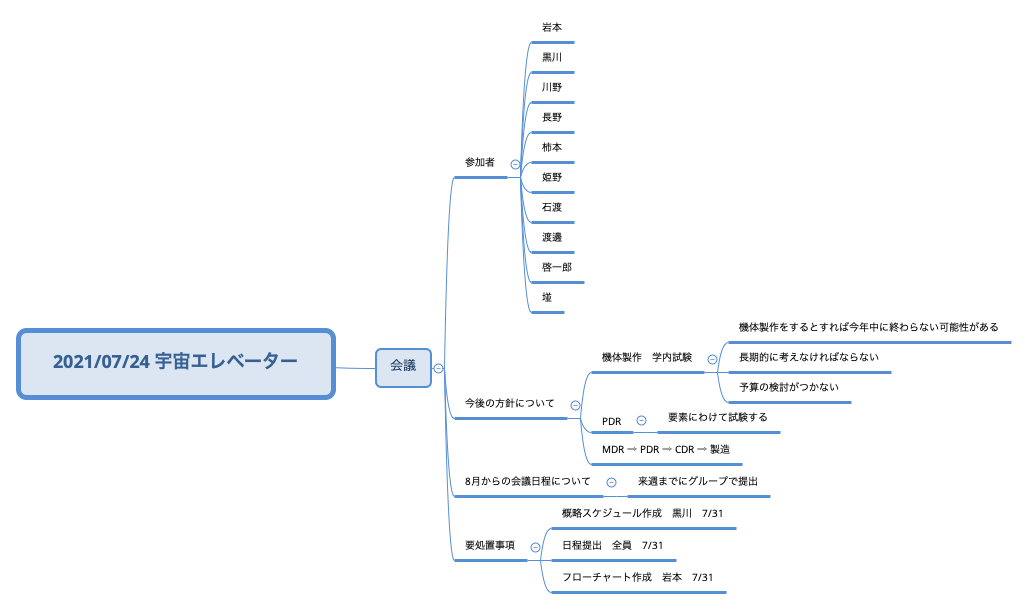 2021/07/24 宇宙エレベーター
会議
参加者
岩本
黒川
川野
長野
柿本
姫野
石渡
渡邊
啓一郎
墷
今後の方針について
機体製作　学内試験
機体製作をするとすれば今年中に終わらない可能性がある
長期的に考えなければならない
予算の検討がつかない
PDR
要素にわけて試験する
MDR ⇒ PDR ⇒ CDR ⇒ 製造
8月からの会議日程について
来週までにグループで提出
要処置事項
概略スケジュール作成　黒川　7/31
日程提出　全員　7/31
フローチャート作成　岩本　7/31